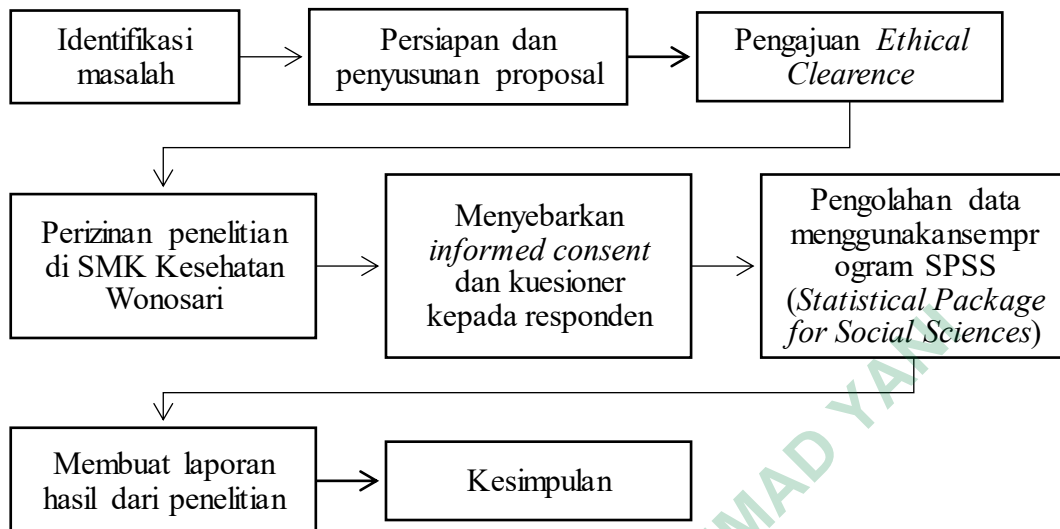 Identifikasi
masalah
Persiapan dan
penyusunan proposal
Pengajuan Ethical
Clearence
Perizinan penelitian
di SMK Kesehatan
Wonosari
Menyebarkan
informed consent
dan kuesioner
kepada responden
Pengolahan data
menggunakansempr
ogram SPSS
(Statistical Package
for Social Sciences)
Membuat laporan
hasil dari penelitian
Kesimpulan
MAD YANI